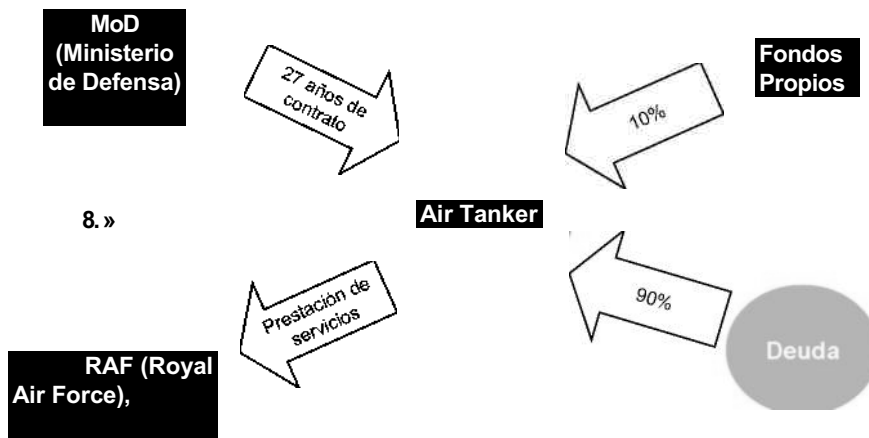 MoD
(Ministerio
de Defensa)
27 años de
contrato
Fondos
Propios
10%
8. »
Air Tanker
Prestación de
servicios
90%
Deuda
RAF (Royal
Air Force),